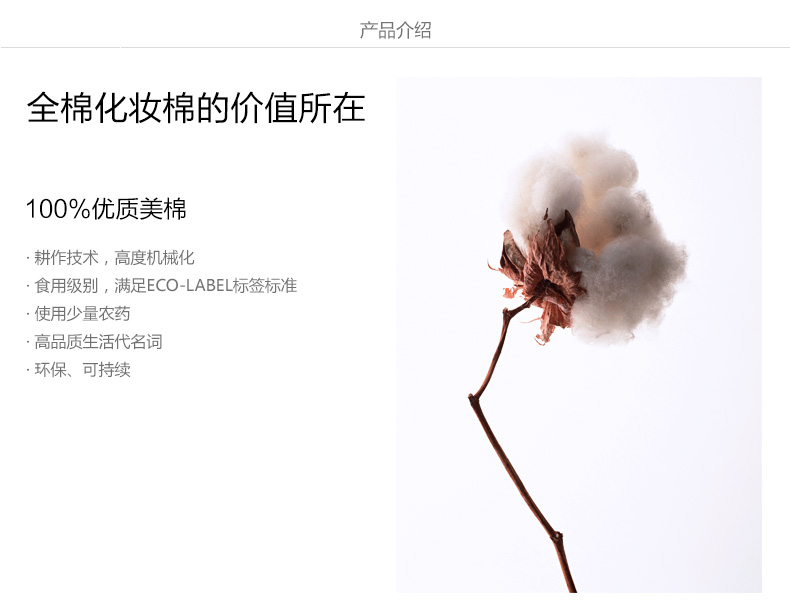 产品介绍
全棉化妆棉的价值所在
100%优质美棉
· 耕作技术，高度机械化
· 食用级别，满足ECO-LABEL标签标准
· 使用少量农药
· 高品质生活代名词
· 环保、可持续